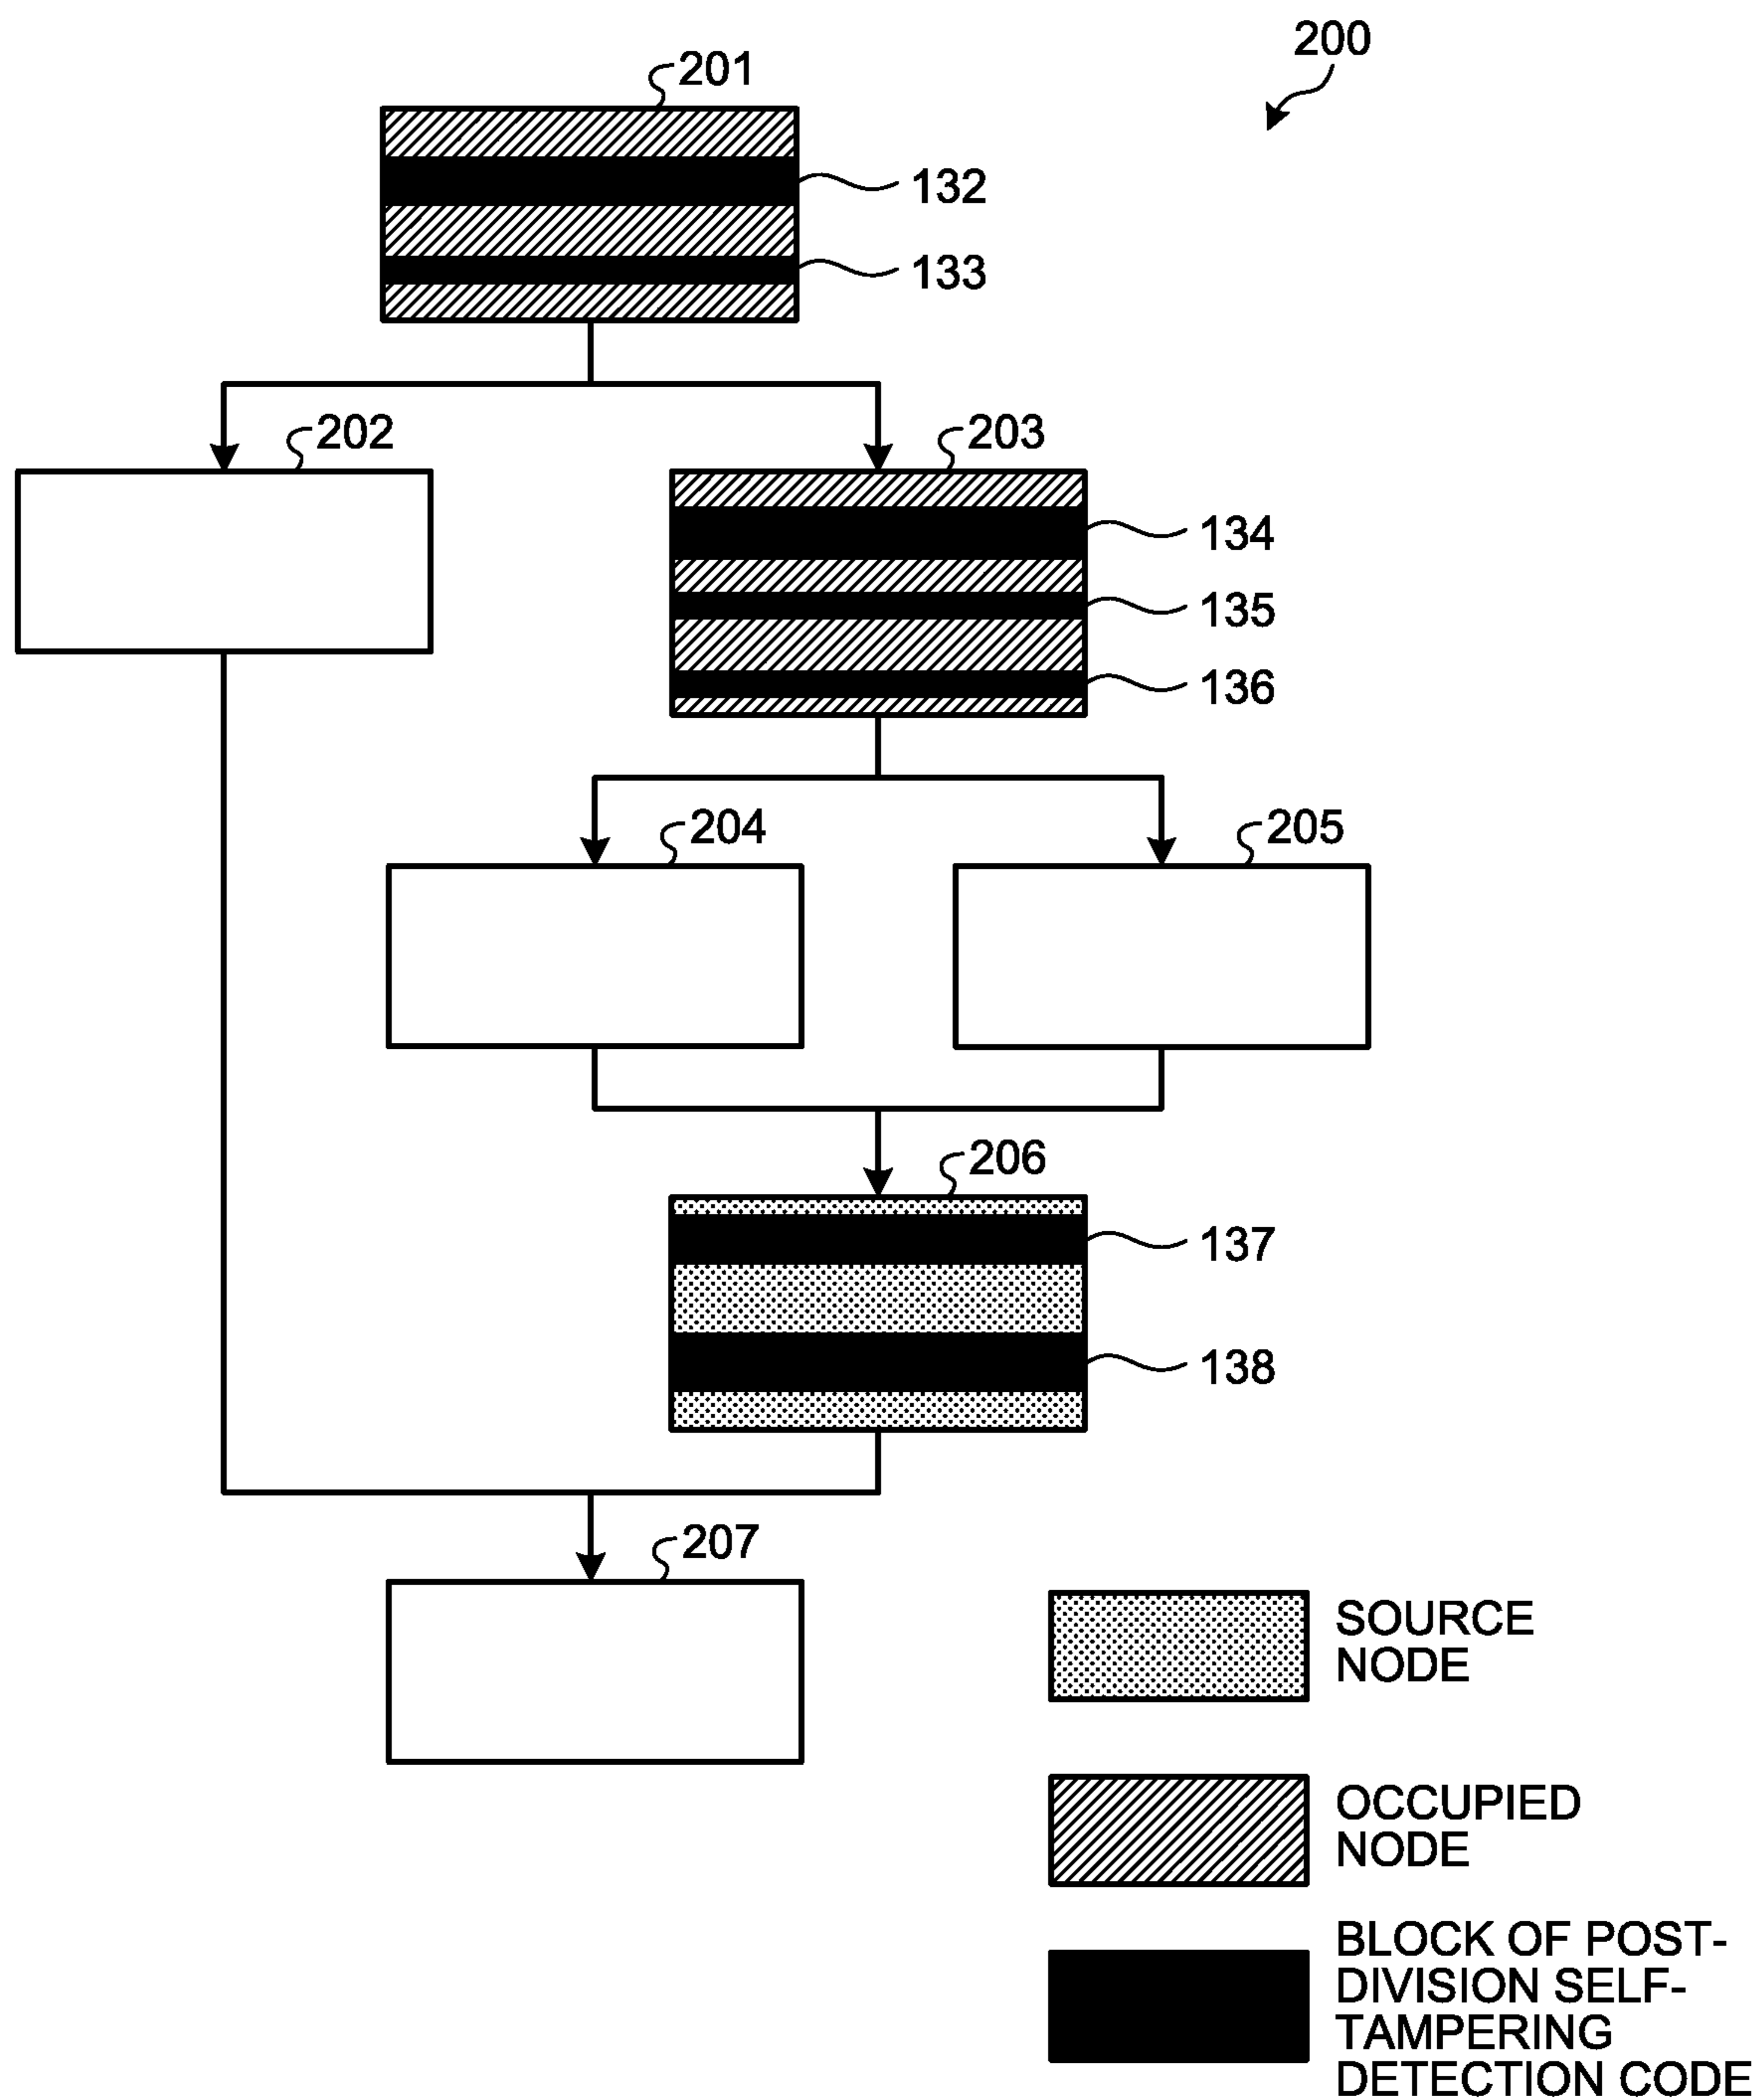 200
201
132
133
202
203
134
135
136
204
205
206
137
138
207
SOURCE
NODE
OCCUPIED
NODE
BLOCK OF POST-
DIVISION SELF-
TAMPERING
DETECTION CODE